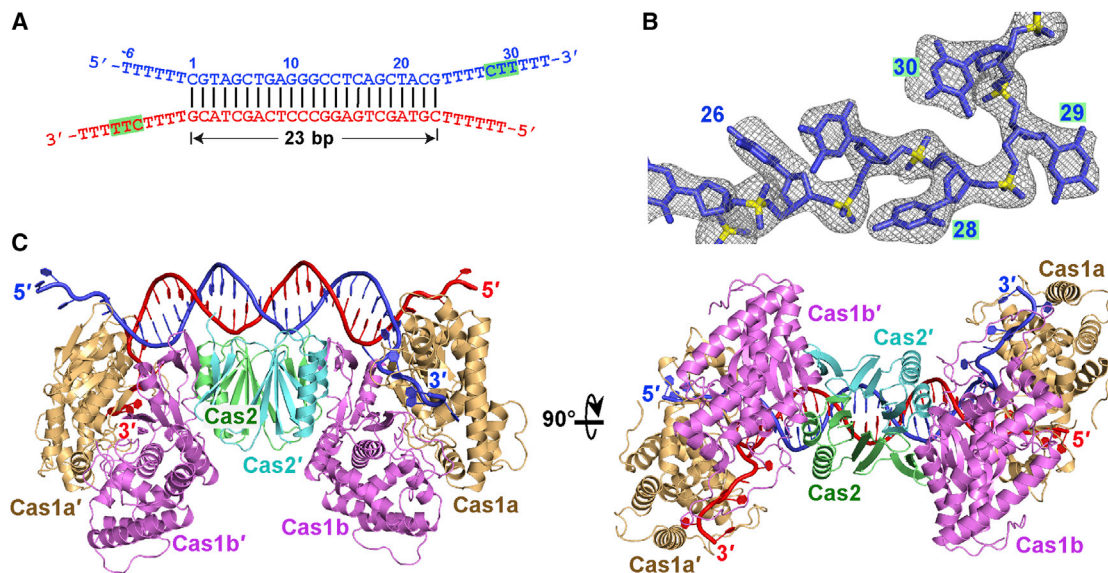 A
-6 1 10 20 30
5′-TTTTTTCGTAGCTGAGGGCCTCAGCTACGTTTTCTTTTT-3′
3′-TTTTTCTTTTGCATCGACTCCCGGAGTCGATGCTTTTTT-5′
23 bp
B
30
26
29
28
C
5′
5′
3′
3′
Cas2
Cas2′
Cas1a′
Cas1b′
Cas1b
Cas1a
90°
Cas1a
3′
Cas1b′
Cas2′
5′
5′
Cas2
3′
Cas1a′
Cas1b